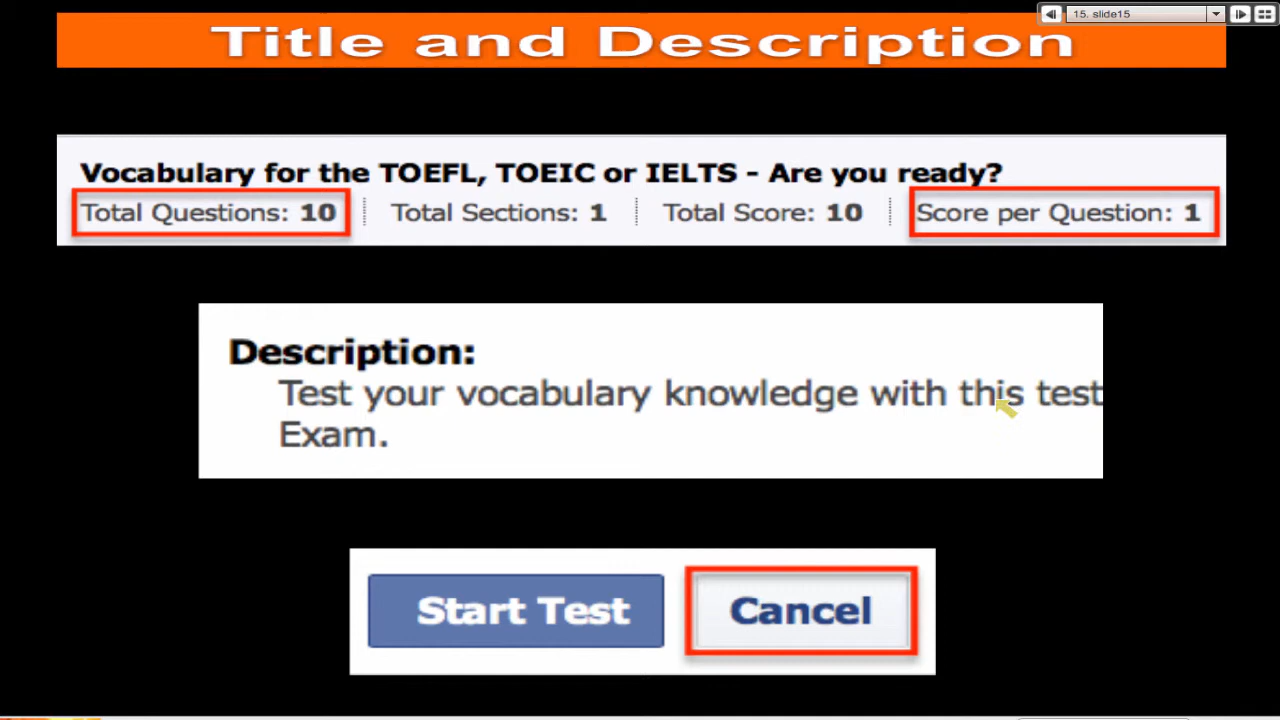 15. slide15
Title and Description
Vocabulary for the TOEFL, TOEIC or IELTS - Are you ready?
Total Questions: 10 Total Sections: 1 Total Score: 10 Score per Question: 1
Description:
Test your vocabulary knowledge with this test
Exam.
Start Test Cancel